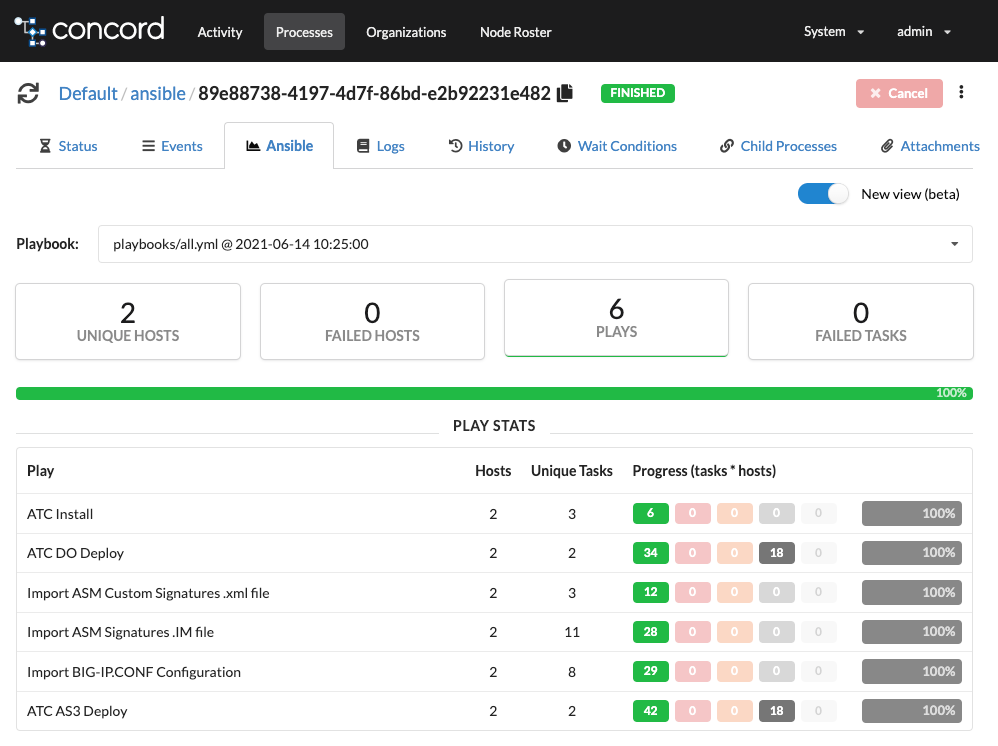 concord Activity Processes Organizations Node Roster System admin
Default / ansible / 89e88738-4197-4d7f-86bd-e2b92231e482 FINISHED Cancel
Status Events Ansible Logs History Wait Conditions Child Processes Attachments
New view (beta)
Playbook: playbooks/all.yml @ 2021-06-14 10:25:00
2 0 6 0
UNIQUE HOSTS FAILED HOSTS PLAYS FAILED TASKS
100%
PLAY STATS
Play Hosts Unique Tasks Progress (tasks * hosts)
ATC Install 2 3 6 0 0 0 0 100%
ATC DO Deploy 2 2 34 0 0 18 0 100%
Import ASM Custom Signatures .xml file 2 3 12 0 0 0 0 100%
Import ASM Signatures .IM file 2 11 28 0 0 0 0 100%
Import BIG-IP.CONF Configuration 2 8 29 0 0 0 0 100%
ATC AS3 Deploy 2 2 42 0 0 18 0 100%